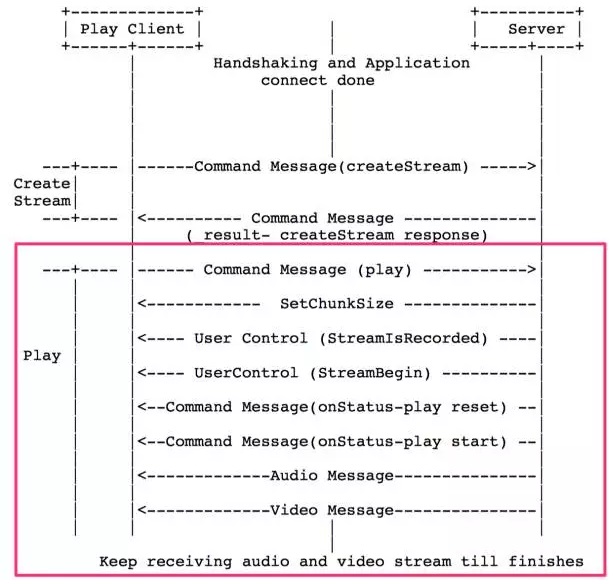 Play Client
Server
Handshaking and Application
connect done
Command Message(createStream)
Create
Stream
Command Message
(_result- createStream response)
Command Message (play)
SetChunkSize
User Control (StreamIsRecorded)
Play
UserControl (StreamBegin)
Command Message(onStatus-play reset)
Command Message(onStatus-play start)
Audio Message
Video Message
Keep receiving audio and video stream till finishes